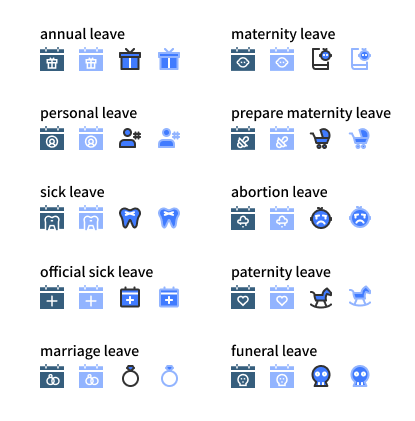 annual leave
maternity leave
personal leave
prepare maternity leave
sick leave
abortion leave
official sick leave
paternity leave
marriage leave
funeral leave